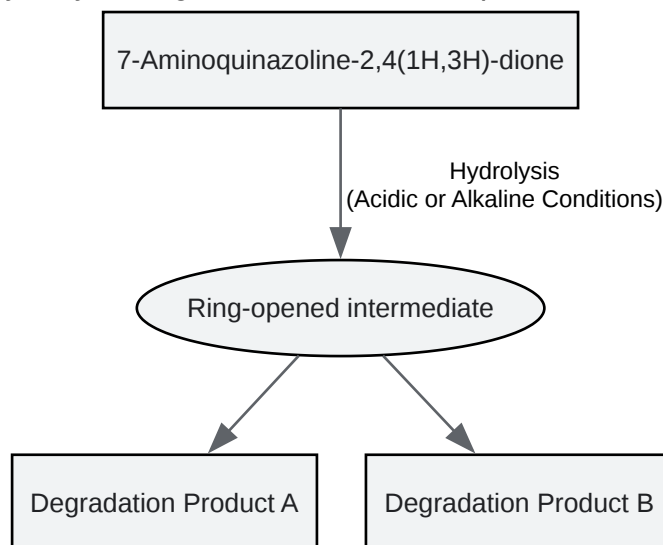 7-Aminoquinazoline-2,4(1H,3H)-dione
Hydrolysis
(Acidic or Alkaline Conditions)
Ring-opened intermediate
Degradation Product A
Degradation Product B